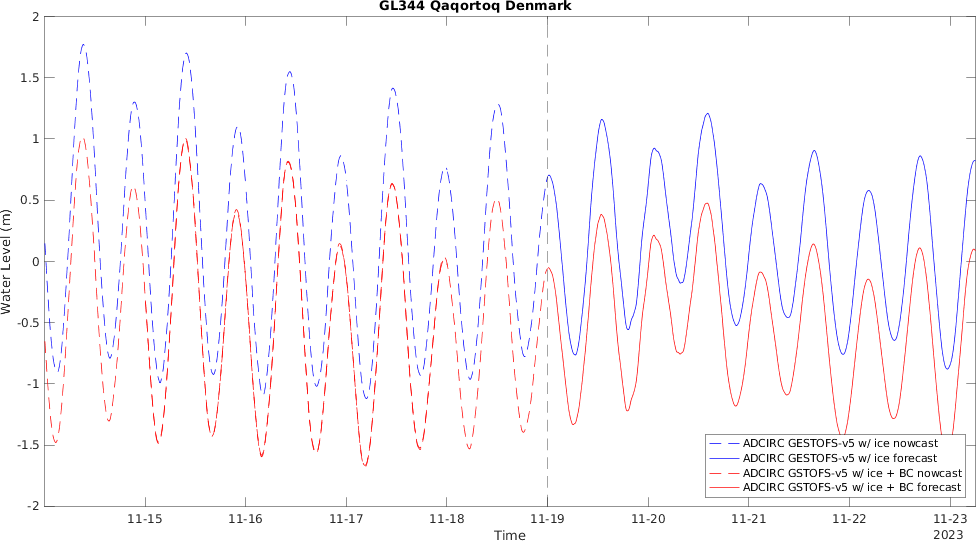 GL344 Qaqortoq Denmark
2
1.5
1
0.5
0
-0.5
-1
-1.5
-2
Water Level (m)
11-15
11-16
11-17
11-18
11-19
11-20
11-21
11-22
11-23
Time
2023
ADCIRC GESTOFS-v5 w/ ice nowcast
ADCIRC GESTOFS-v5 w/ ice forecast
ADCIRC GSTOFS-v5 w/ ice + BC nowcast
ADCIRC GSTOFS-v5 w/ ice + BC forecast